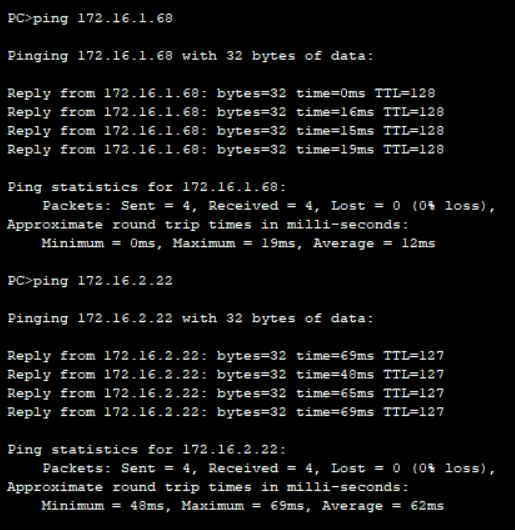 PC>ping 172.16.1.68
Pinging 172.16.1.68 with 32 bytes of data:
Reply from 172.16.1.68: bytes=32 time=0ms TTL=128
Reply from 172.16.1.68: bytes=32 time=16ms TTL=128
Reply from 172.16.1.68: bytes=32 time=15ms TTL=128
Reply from 172.16.1.68: bytes=32 time=19ms TTL=128
Ping statistics for 172.16.1.68:
Packets: Sent = 4, Received = 4, Lost = 0 (0% loss),
Approximate round trip times in milli-seconds:
Minimum = 0ms, Maximum = 19ms, Average = 12ms
PC>ping 172.16.2.22
Pinging 172.16.2.22 with 32 bytes of data:
Reply from 172.16.2.22: bytes=32 time=69ms TTL=127
Reply from 172.16.2.22: bytes=32 time=48ms TTL=127
Reply from 172.16.2.22: bytes=32 time=65ms TTL=127
Reply from 172.16.2.22: bytes=32 time=69ms TTL=127
Ping statistics for 172.16.2.22:
Packets: Sent = 4, Received = 4, Lost = 0 (0% loss),
Approximate round trip times in milli-seconds:
Minimum = 48ms, Maximum = 69ms, Average = 62ms